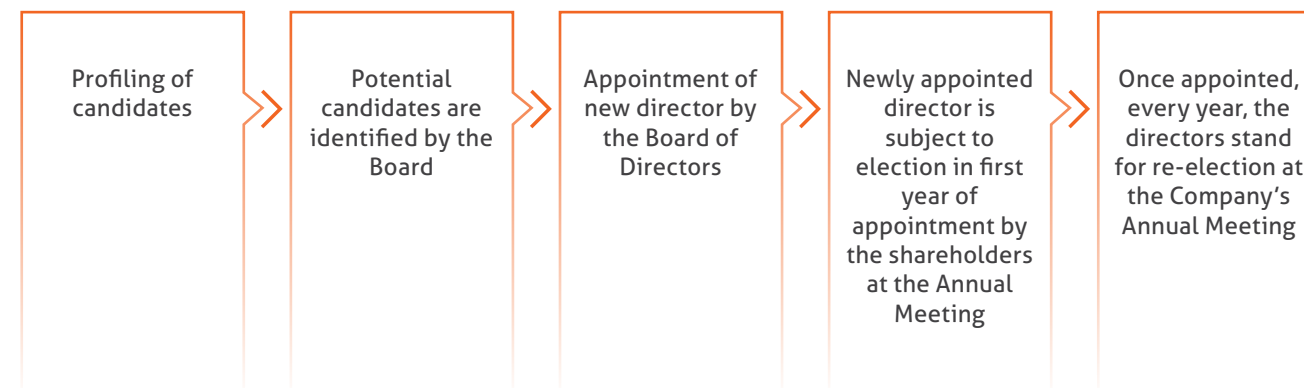 Profiling of
candidates
Potential
candidates are
identified by the
Board
Appointment of
new director by
the Board of
Directors
Newly appointed
director is
subject to
election in first
year of
appointment by
the shareholders
at the Annual
Meeting
Once appointed,
every year, the
directors stand
for re-election at
the Company’s
Annual Meeting